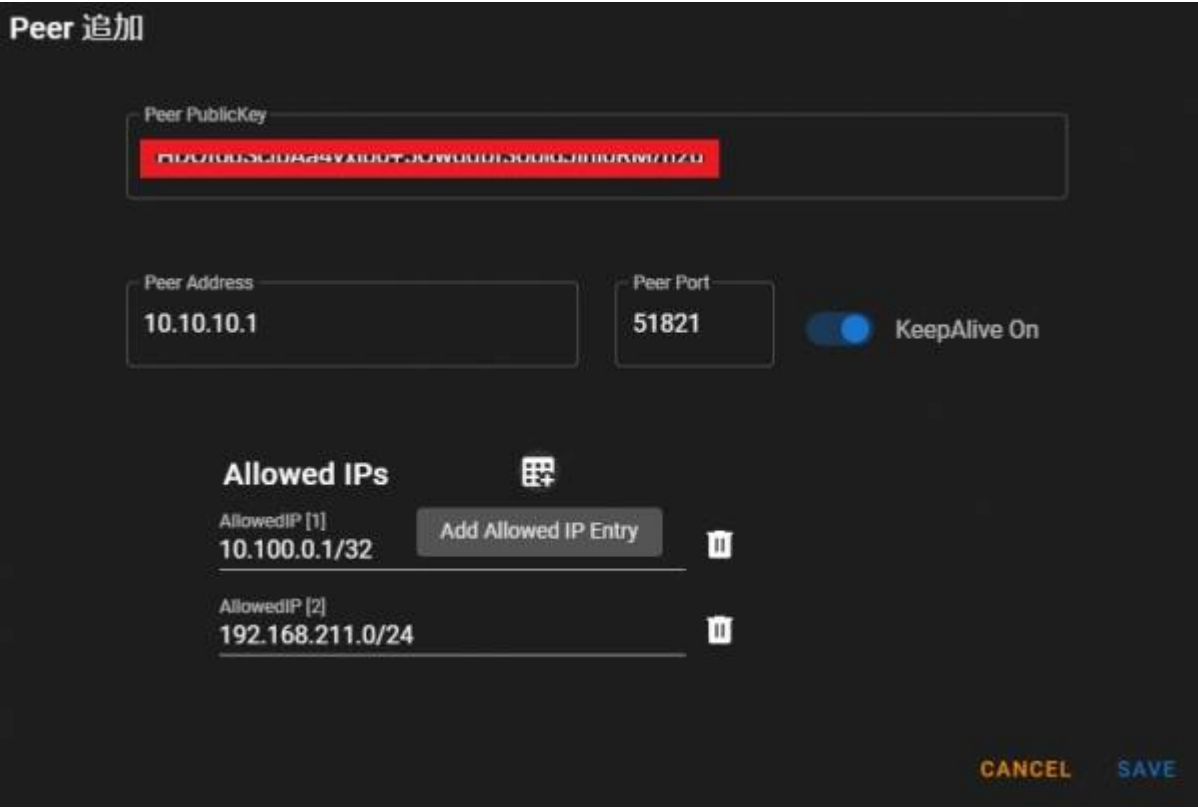 Peer 追加
Peer PublicKey
Peer Address
10.10.10.1
Peer Port
51821
KeepAlive On
Allowed IPs
AllowedIP [1]
10.100.0.1/32
Add Allowed IP Entry
AllowedIP [2]
192.168.211.0/24
CANCEL
SAVE